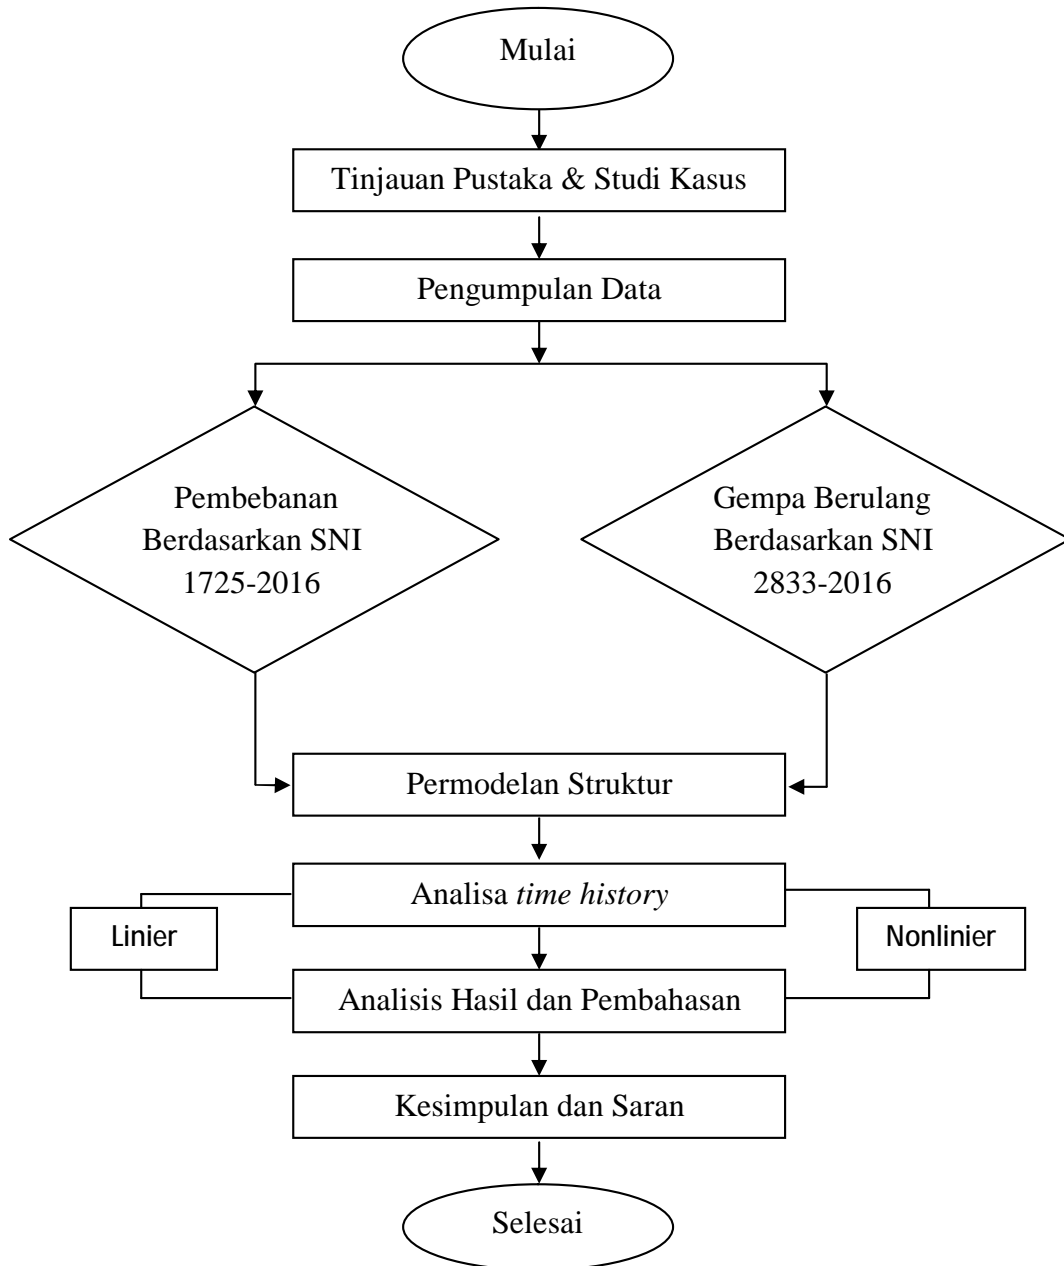 Mulai
Tinjauan Pustaka & Studi Kasus
Pengumpulan Data
Pembebanan
Berdasarkan SNI
1725-2016
Gempa Berulang
Berdasarkan SNI
2833-2016
Permodelan Struktur
Analisa time history
Linier
Nonlinier
Analisis Hasil dan Pembahasan
Kesimpulan dan Saran
Selesai